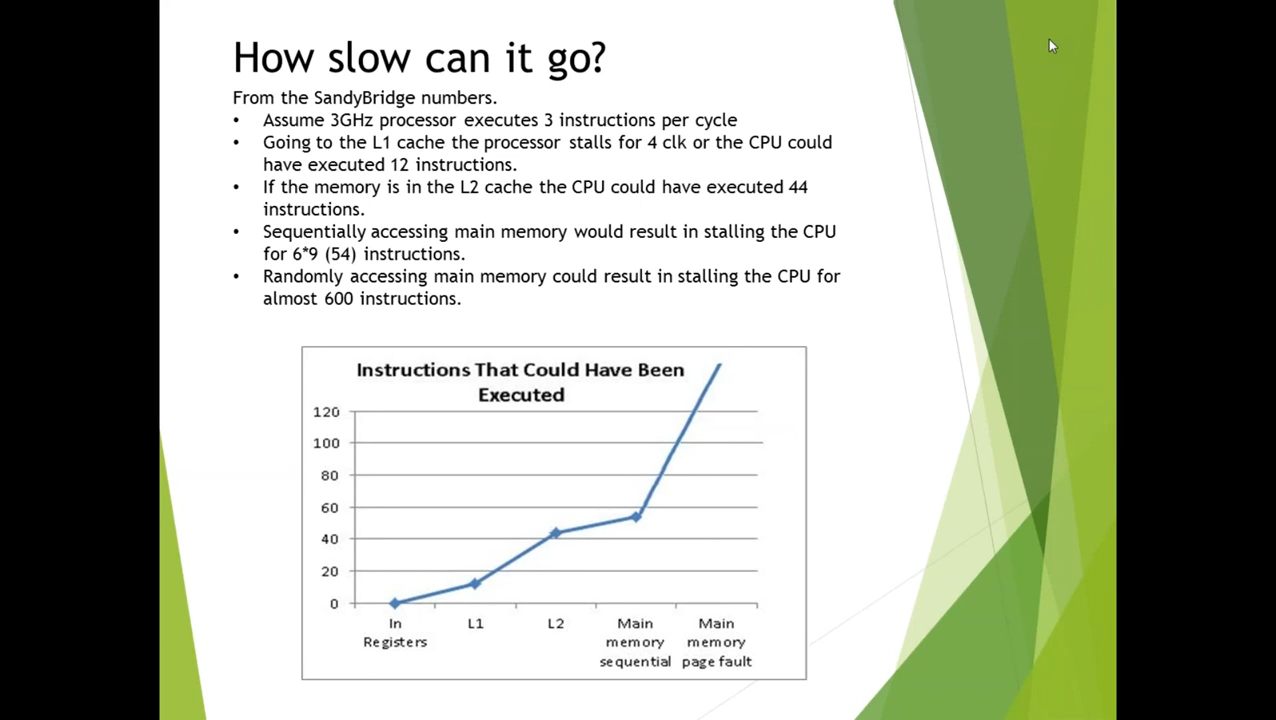 How slow can it go?
From the SandyBridge numbers.
• Assume 3GHz processor executes 3 instructions per cycle
• Going to the L1 cache the processor stalls for 4 clk or the CPU could
have executed 12 instructions.
• If the memory is in the L2 cache the CPU could have executed 44
instructions.
• Sequentially accessing main memory would result in stalling the CPU
for 6*9 (54) instructions.
• Randomly accessing main memory could result in stalling the CPU for
almost 600 instructions.
Instructions That Could Have Been
Executed
120
100
80
60
40
20
0
In L1 L2 Main Main
Registers memory memory
sequential page fault